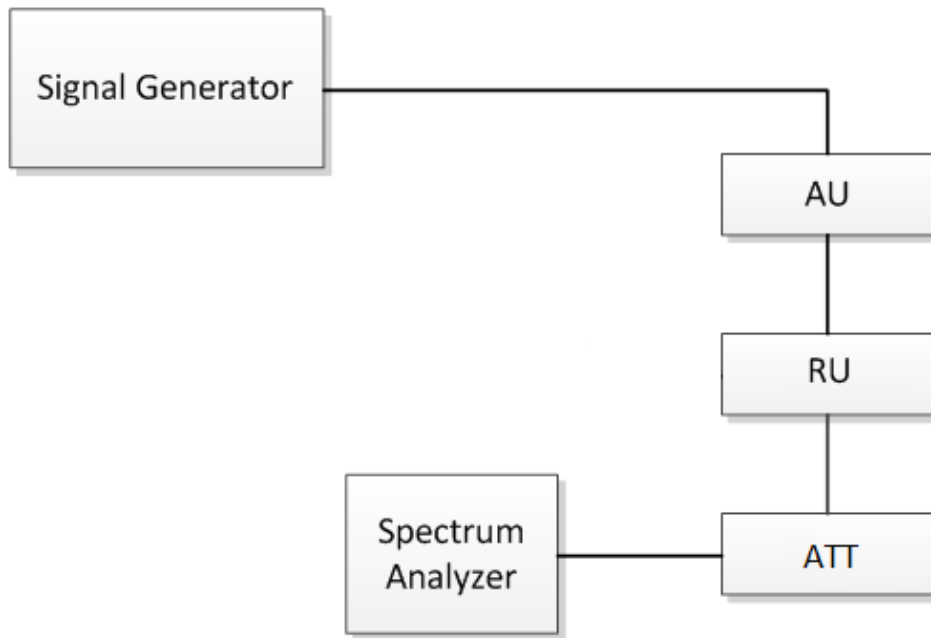 Signal Generator
AU
RU
ATT
Spectrum
Analyzer